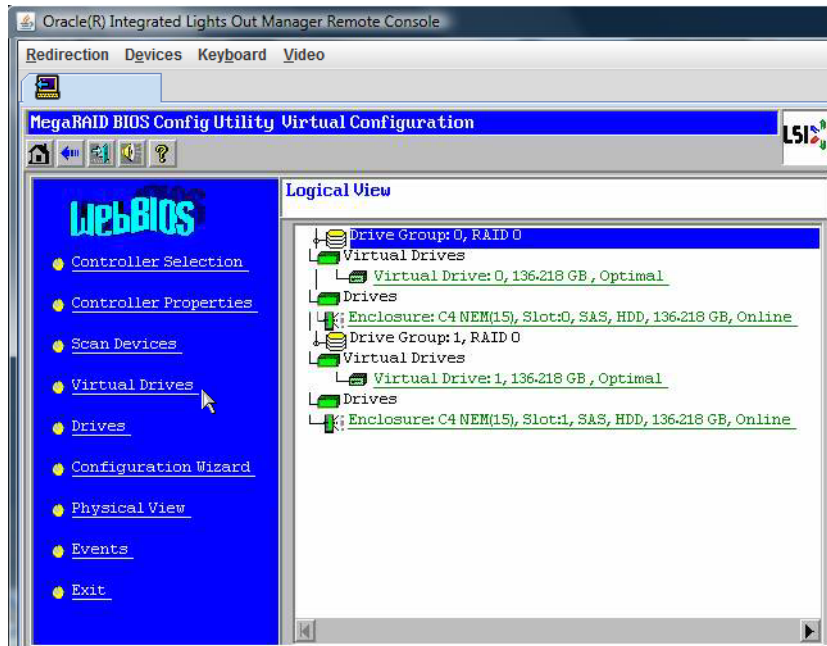 Oracle(R) Integrated Lights Out Manager Remote Console
Redirection Devices Keyboard Video
MegaRAID BIOS Config Utility Virtual Configuration
LSI
WebBIOS
Logical View
Controller Selection
Controller Properties
Scan Devices
Virtual Drives
Drives
Configuration Wizard
Physical View
Events
Exit
Drive Group: 0, RAID 0
Virtual Drives
Virtual Drive: 0, 136.218 GB , Optimal
Drives
Enclosure: C4 NEM(15), Slot:0, SAS, HDD, 136.218 GB, Online
Drive Group: 1, RAID 0
Virtual Drives
Virtual Drive: 1, 136.218 GB , Optimal
Drives
Enclosure: C4 NEM(15), Slot:1, SAS, HDD, 136.218 GB, Online